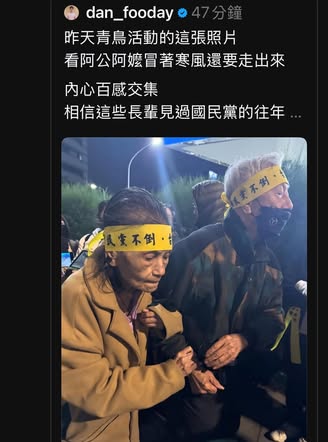 dan_fooday 47分鐘
昨天青鳥活動的這張照片
看阿公阿嬤冒著寒風還要走出來
內心百感交集
相信這些長輩見過國民黨的往年 ...
民黨不倒,台
不倒,